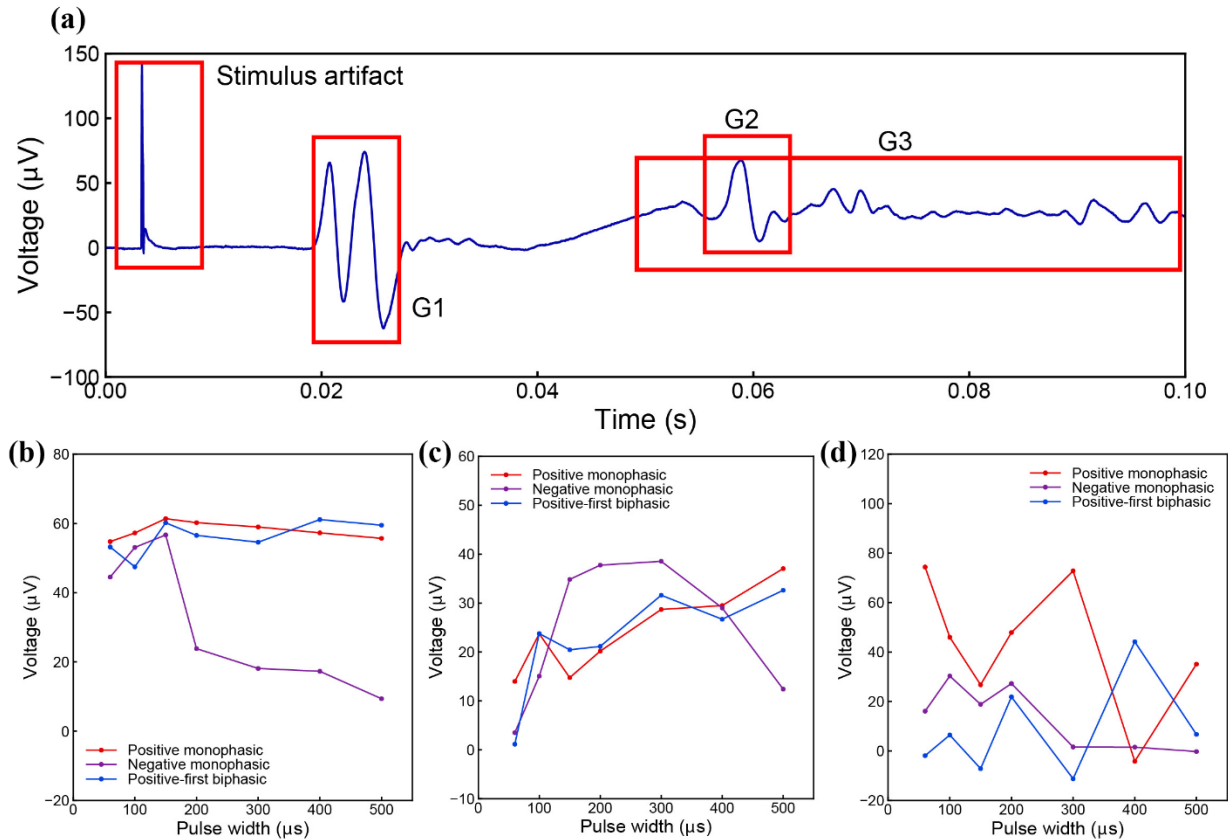 (a)
150
100
50
0
−50
−100
Voltage (µV)
Stimulus artifact
G1
G2
G3
0.00 0.02 0.04 0.06 0.08 0.10
Time (s)
(b)
80
60
40
20
0
−20
Voltage (µV)
Positive monophasic
Negative monophasic
Positive-first biphasic
0 100 200 300 400 500
Pulse width (µs)
(c)
60
50
40
30
20
10
0
−10
Voltage (µV)
Positive monophasic
Negative monophasic
Positive-first biphasic
0 100 200 300 400 500
Pulse width (µs)
(d)
120
100
80
60
40
20
0
−20
Voltage (µV)
Positive monophasic
Negative monophasic
Positive-first biphasic
0 100 200 300 400 500
Pulse width (µs)